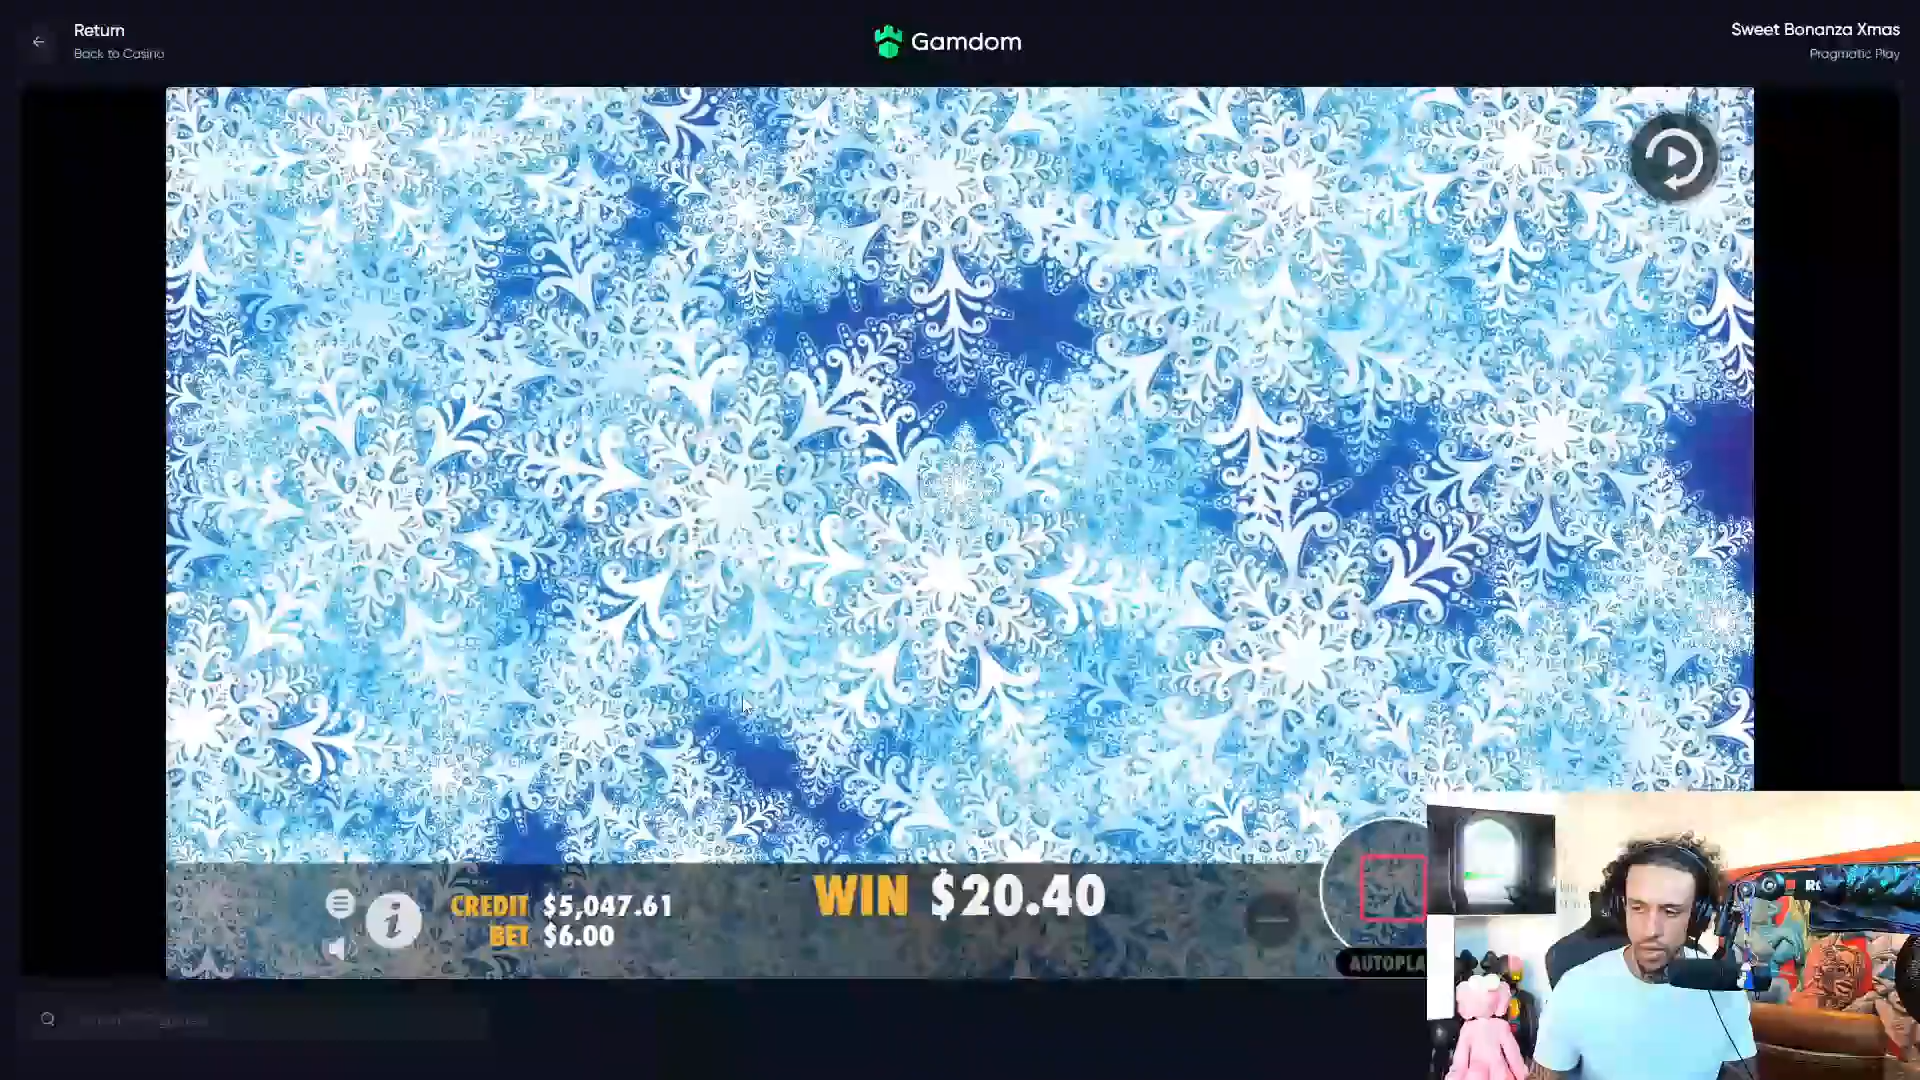 Return
Back to Casino
Gamdom
Sweet Bonanza Xmas
Pragmatic Play
CREDIT $5,047.61
BET $6.00
WIN $20.40